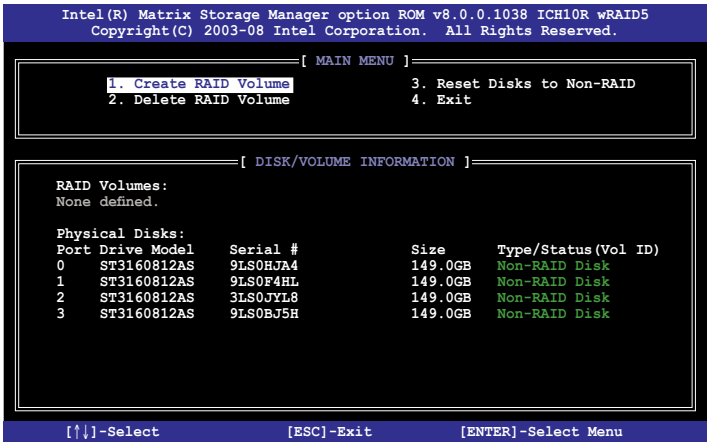 Intel(R) Matrix Storage Manager option ROM v8.0.0.1038 ICH10R wRAID5
Copyright(C) 2003-08 Intel Corporation. All Rights Reserved.
[ MAIN MENU ]
1. Create RAID Volume 3. Reset Disks to Non-RAID
2. Delete RAID Volume 4. Exit
[ DISK/VOLUME INFORMATION ]
RAID Volumes:
None defined.
Physical Disks:
Port Drive Model Serial # Size Type/Status(Vol ID)
0 ST3160812AS 9LS0HJA4 149.0GB Non-RAID Disk
1 ST3160812AS 9LS0F4HL 149.0GB Non-RAID Disk
2 ST3160812AS 3LS0JYL8 149.0GB Non-RAID Disk
3 ST3160812AS 9LS0BJ5H 149.0GB Non-RAID Disk
[↑↓]-Select [ESC]-Exit [ENTER]-Select Menu